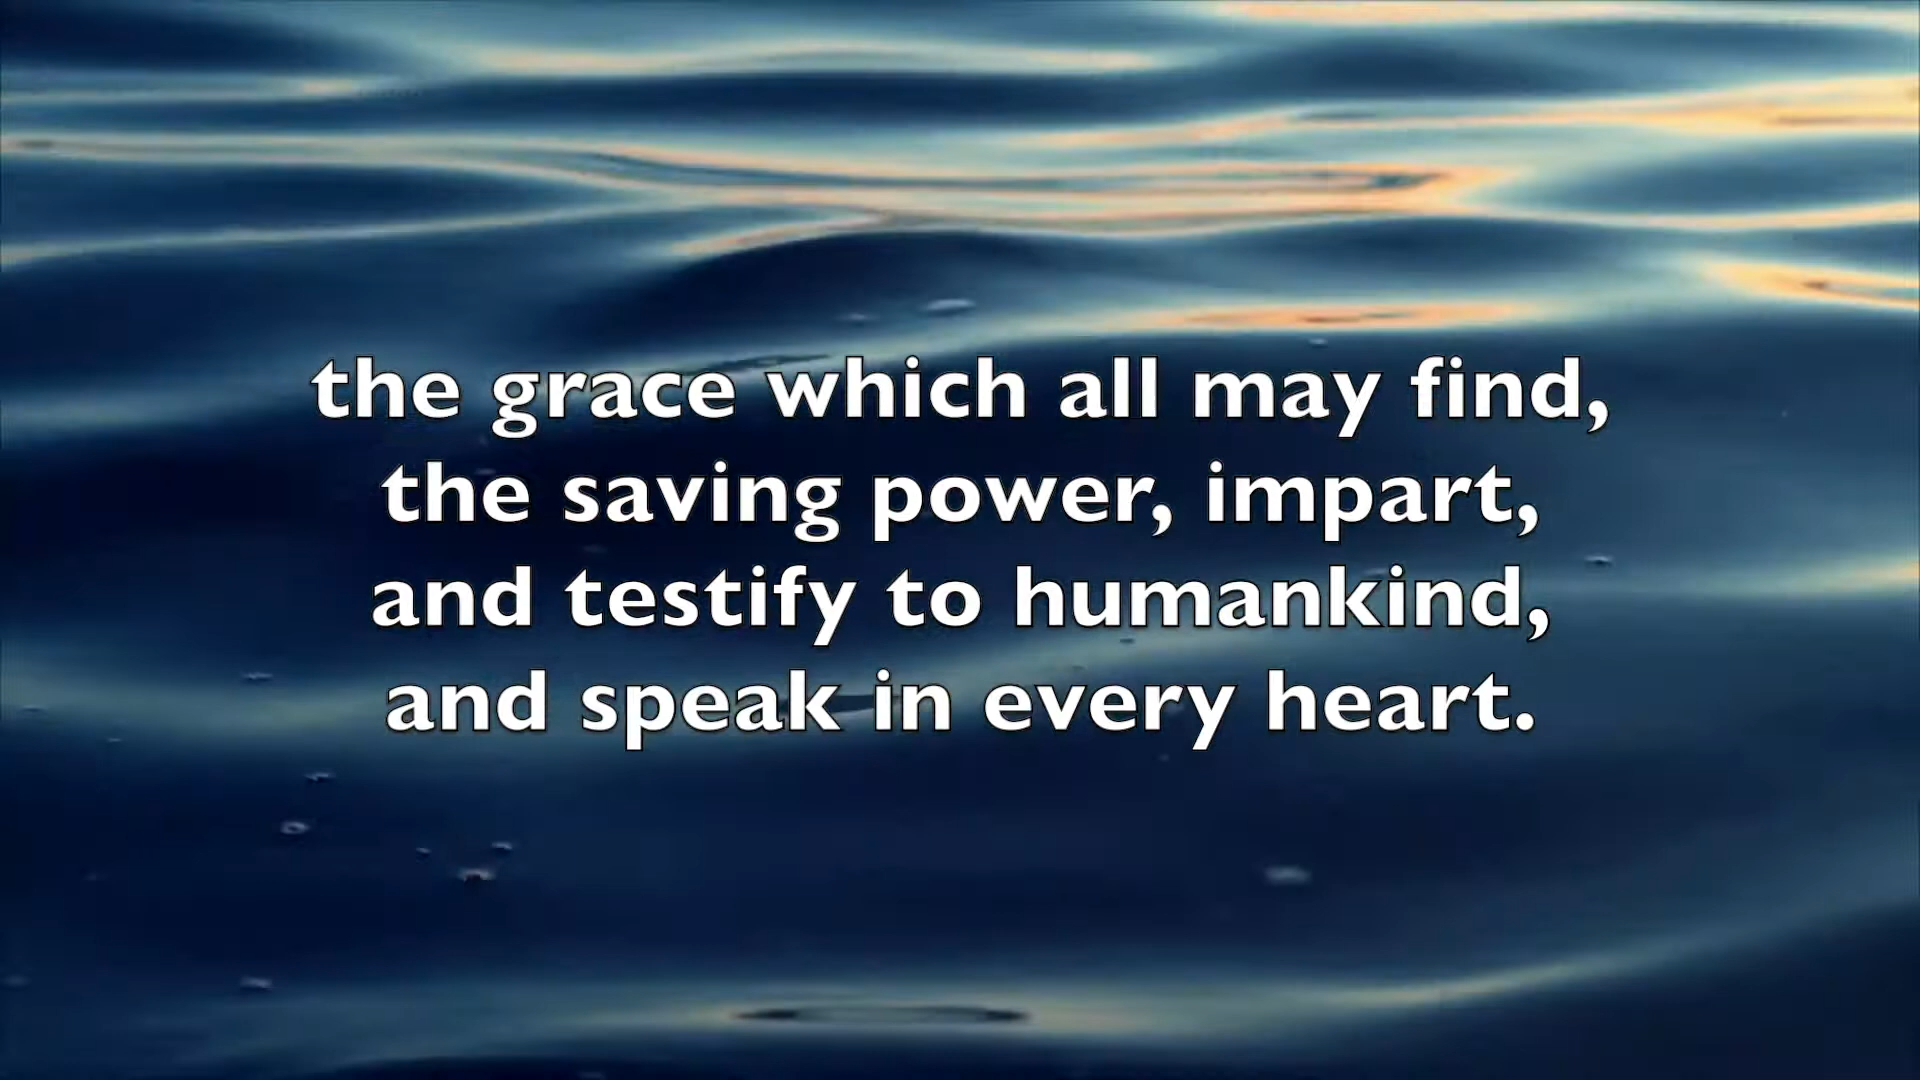 the grace which all may find,
the saving power, impart,
and testify to humankind,
and speak in every heart.